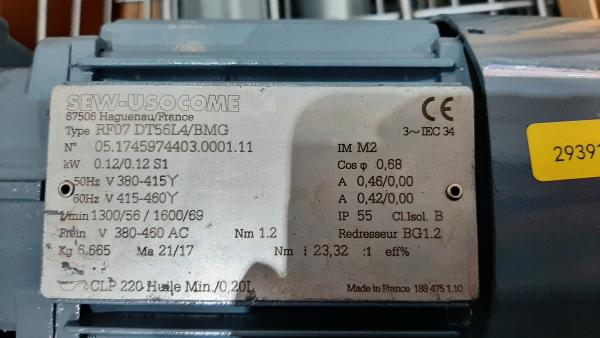 SEW-USOCOME
67506 Haguenau/France
Type RF07 DT56L4/BMG 3~IEC 34
N° 05.1745974403.0001.11 IM M2
kW 0.12/0.12 S1 Cos φ 0,68
50Hz V 380-415Y A 0,46/0,00
60Hz V 415-460Y A 0,42/0,00
1/min 1300/56 / 1600/69 IP 55 Cl.Isol. B
Frein V 380-460 AC Nm 1.2 Redresseur BG1.2
Kg 6.665 Ma 21/17 Nm i 23,32 :1 eff%
CLP 220 Huile Min./0,20L Made in France 188 475 1.10
CE
2939